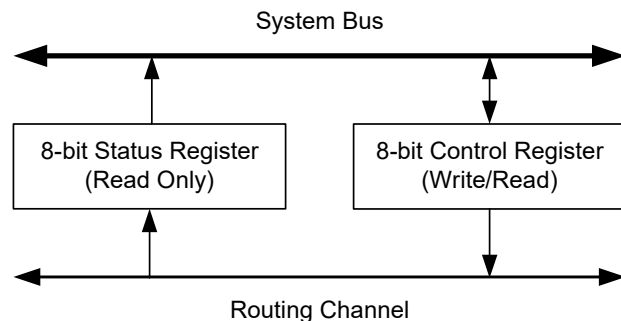 System Bus
8-bit Status Register
(Read Only)
8-bit Control Register
(Write/Read)
Routing Channel